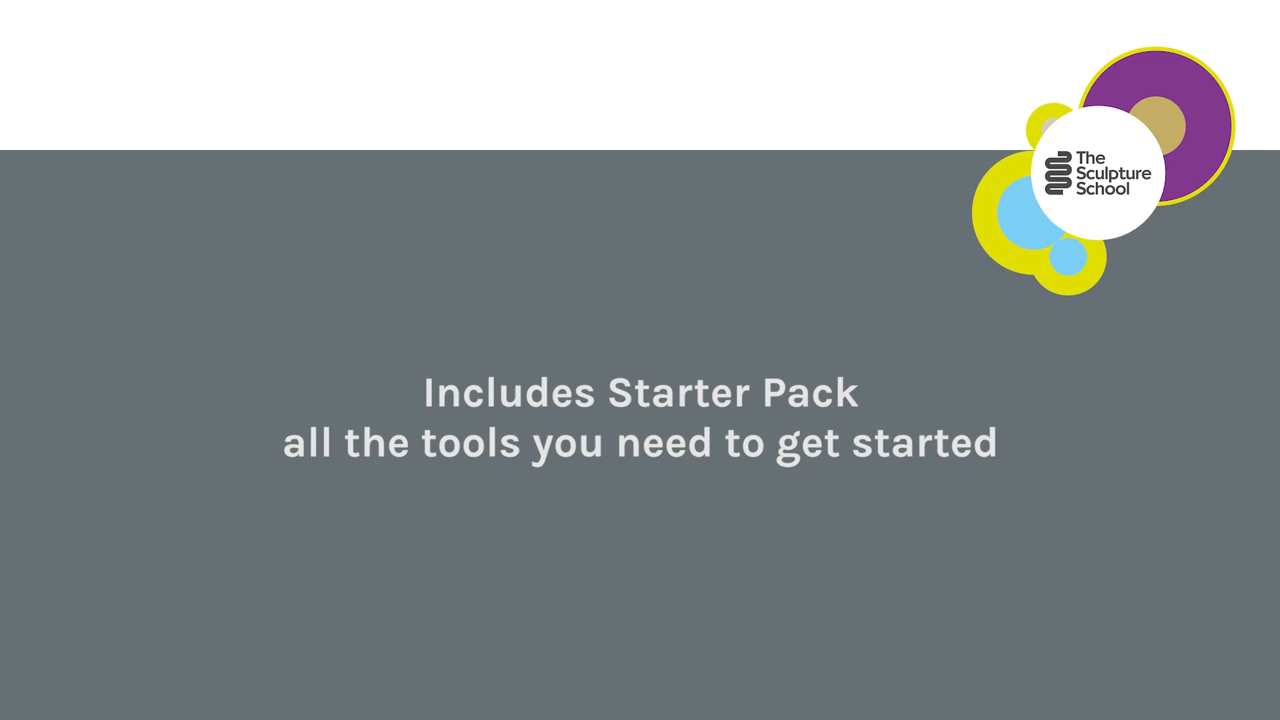 The
Sculpture
School
Includes Starter Pack
all the tools you need to get started